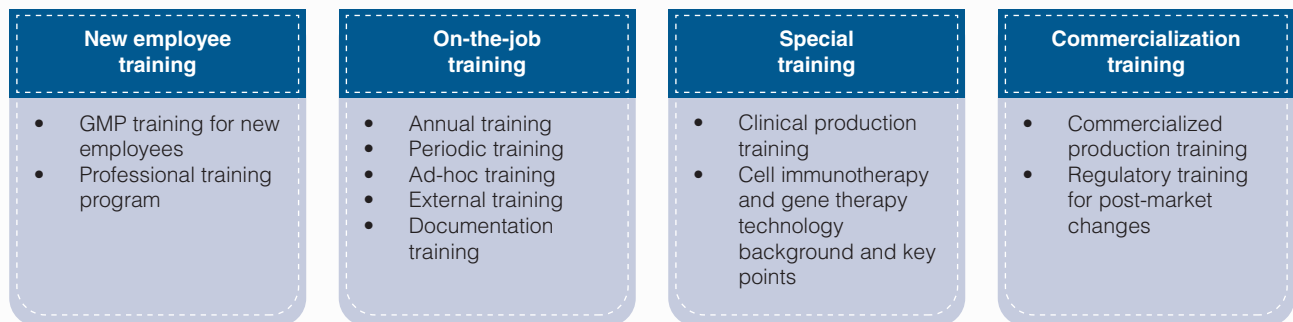 New employee
training
• GMP training for new
employees
• Professional training
program
On-the-job
training
• Annual training
• Periodic training
• Ad-hoc training
• External training
• Documentation
training
Special
training
• Clinical production
training
• Cell immunotherapy
and gene therapy
technology
background and key
points
Commercialization
training
• Commercialized
production training
• Regulatory training
for post-market
changes